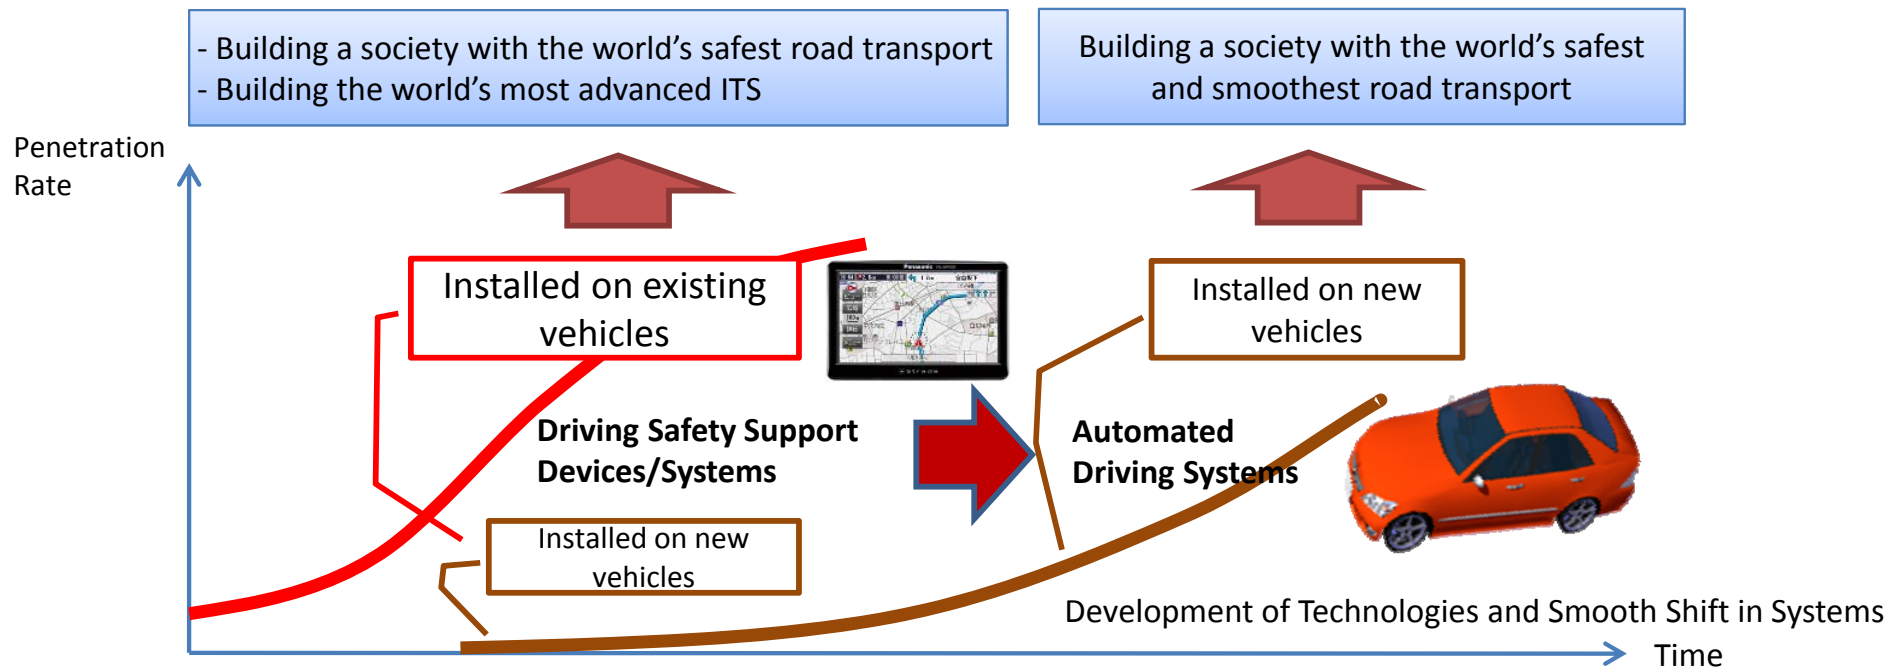 - Building a society with the world's safest road transport
- Building the world's most advanced ITS
Building a society with the world's safest
and smoothest road transport
Penetration
Rate
Installed on existing
vehicles
Panasonic
strada
Installed on new
vehicles
Driving Safety Support
Devices/Systems
Automated
Driving Systems
Installed on new
vehicles
Development of Technologies and Smooth Shift in Systems
Time